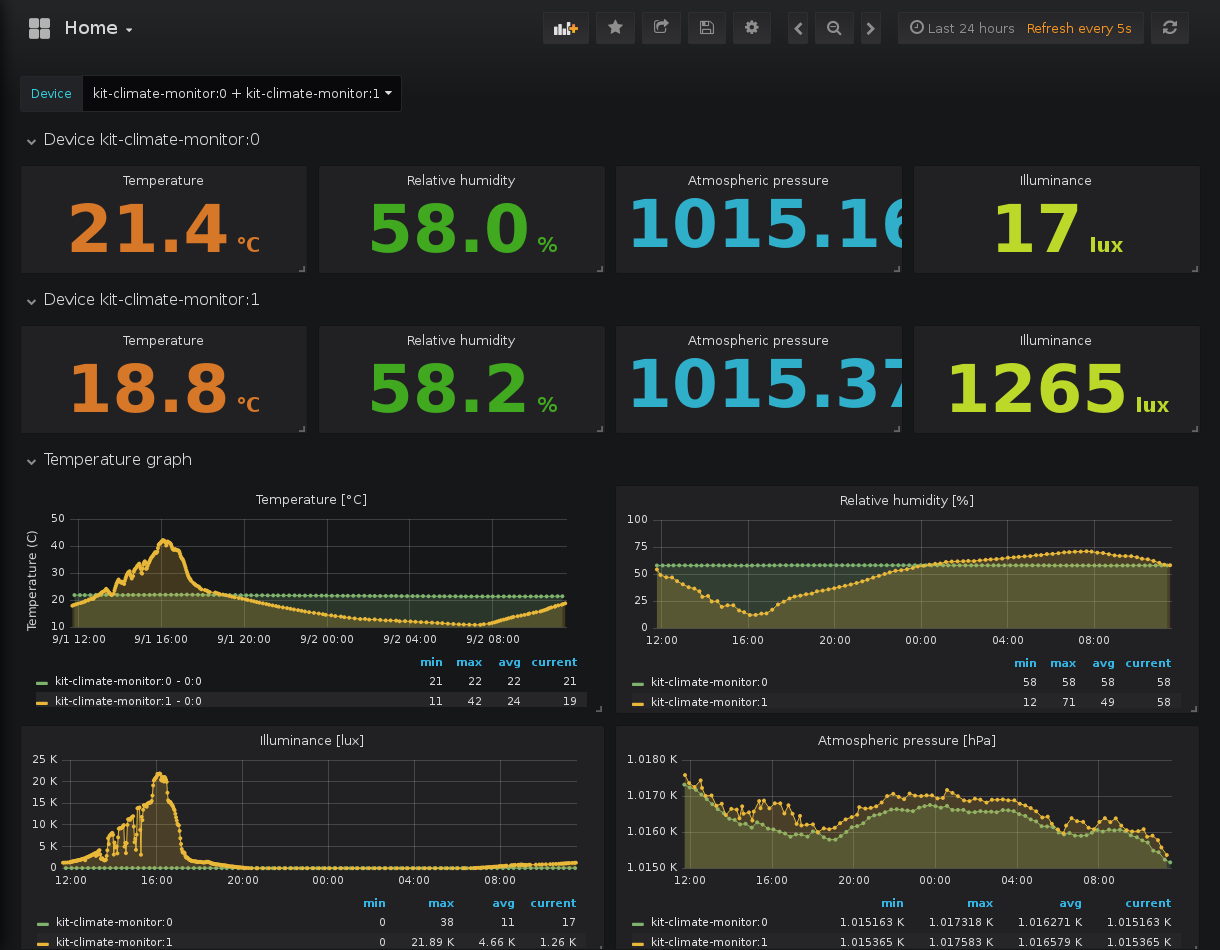 Home
Last 24 hours Refresh every 5s
Device kit-climate-monitor:0 + kit-climate-monitor:1
Device kit-climate-monitor:0
Temperature Relative humidity Atmospheric pressure Illuminance
21.4 °C 58.0 % 1015.16 17 lux
Device kit-climate-monitor:1
Temperature Relative humidity Atmospheric pressure Illuminance
18.8 °C 58.2 % 1015.37 1265 lux
Temperature graph
Temperature [°C]
Temperature (C)
50
40
30
20
10
9/1 12:00 9/1 16:00 9/1 20:00 9/2 00:00 9/2 04:00 9/2 08:00
min max avg current
kit-climate-monitor:0 - 0:0 21 22 22 21
kit-climate-monitor:1 - 0:0 11 42 24 19
Relative humidity [%]
100
75
50
25
0
12:00 16:00 20:00 00:00 04:00 08:00
min max avg current
kit-climate-monitor:0 58 58 58 58
kit-climate-monitor:1 12 71 49 58
Illuminance [lux]
25 K
20 K
15 K
10 K
5 K
0
12:00 16:00 20:00 00:00 04:00 08:00
min max avg current
kit-climate-monitor:0 0 38 11 17
kit-climate-monitor:1 0 21.89 K 4.66 K 1.26 K
Atmospheric pressure [hPa]
1.0180 K
1.0170 K
1.0160 K
1.0150 K
12:00 16:00 20:00 00:00 04:00 08:00
min max avg current
kit-climate-monitor:0 1.015163 K 1.017318 K 1.016271 K 1.015163 K
kit-climate-monitor:1 1.015365 K 1.017583 K 1.016579 K 1.015365 K